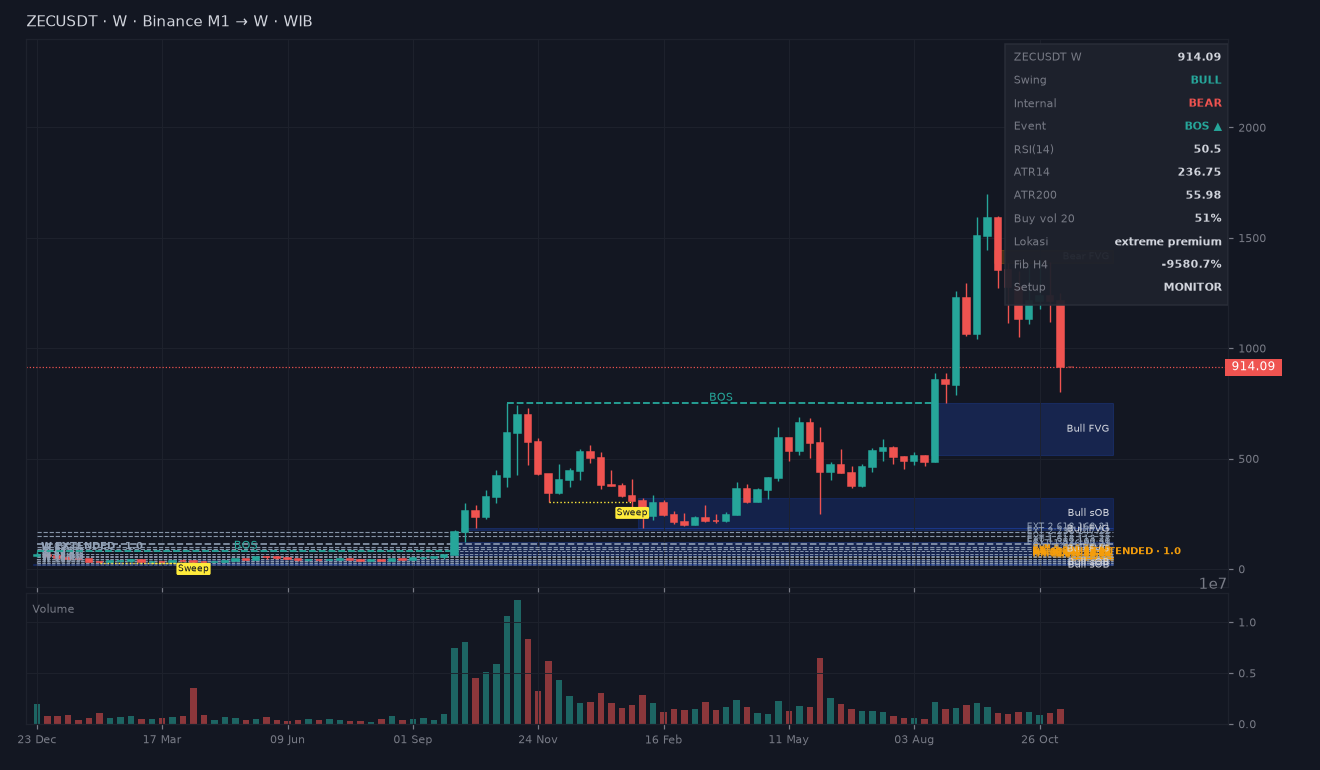 ZECUSDT · W · Binance M1 → W · WIB
ZECUSDT W 914.09
Swing BULL
Internal BEAR
Event BOS ▲
RSI(14) 50.5
ATR14 236.75
ATR200 55.98
Buy vol 20 51%
Lokasi extreme premium
Fib H4 -9580.7%
Setup MONITOR
Bear FVG
2000
1500
1000
914.09
500
0
BOS
Bull FVG
Sweep
Bull sOB
BOS
Sweep
Bull sOB
1e7
Volume
1.0
0.5
0.0
23 Dec
17 Mar
09 Jun
01 Sep
24 Nov
16 Feb
11 May
03 Aug
26 Oct